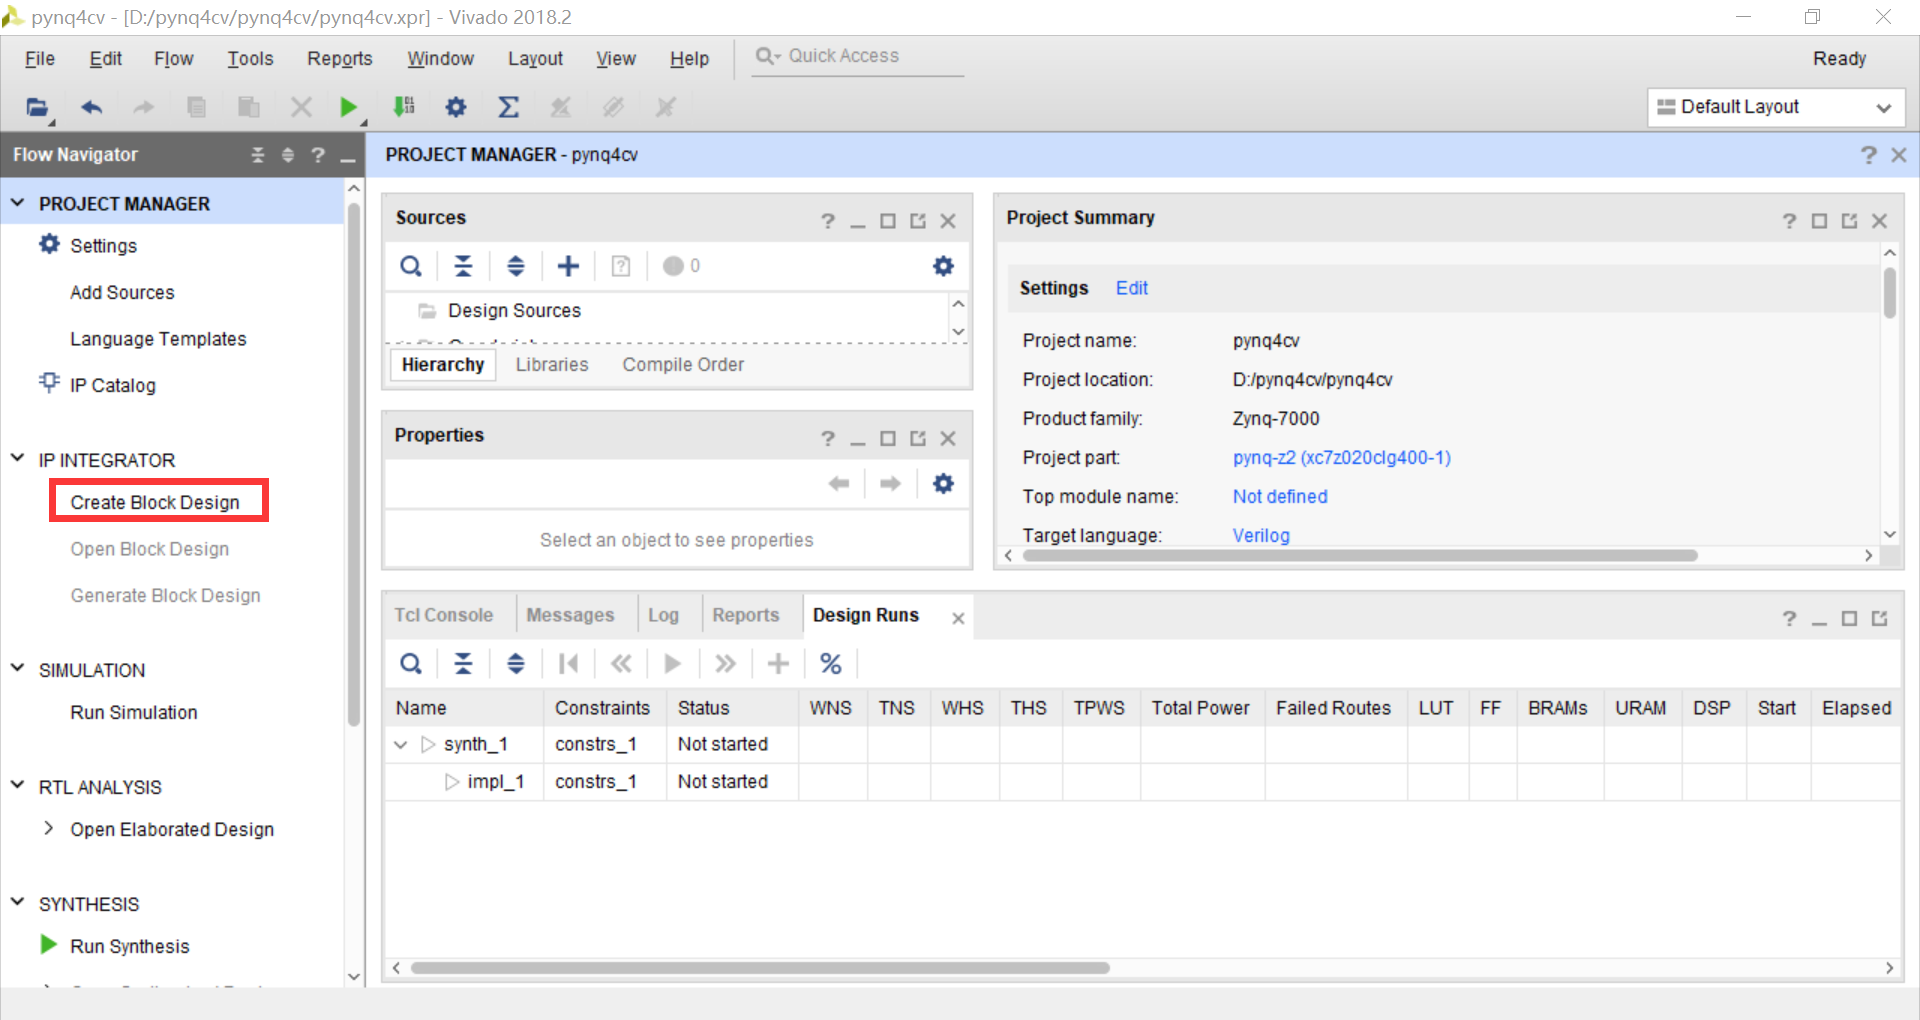 pynq4cv - [D:/pynq4cv/pynq4cv/pynq4cv.xpr] - Vivado 2018.2
File Edit Flow Tools Reports Window Layout View Help Quick Access Ready
Default Layout
Flow Navigator
PROJECT MANAGER
Settings
Add Sources
Language Templates
IP Catalog
IP INTEGRATOR
Create Block Design
Open Block Design
Generate Block Design
SIMULATION
Run Simulation
RTL ANALYSIS
Open Elaborated Design
SYNTHESIS
Run Synthesis
PROJECT MANAGER - pynq4cv
Sources
0
Design Sources
Hierarchy Libraries Compile Order
Properties
Select an object to see properties
Project Summary
Settings Edit
Project name: pynq4cv
Project location: D:/pynq4cv/pynq4cv
Product family: Zynq-7000
Project part: pynq-z2 (xc7z020clg400-1)
Top module name: Not defined
Target language: Verilog
Tcl Console Messages Log Reports Design Runs
Name Constraints Status WNS TNS WHS THS TPWS Total Power Failed Routes LUT FF BRAMs URAM DSP Start Elapsed
synth_1 constrs_1 Not started
impl_1 constrs_1 Not started